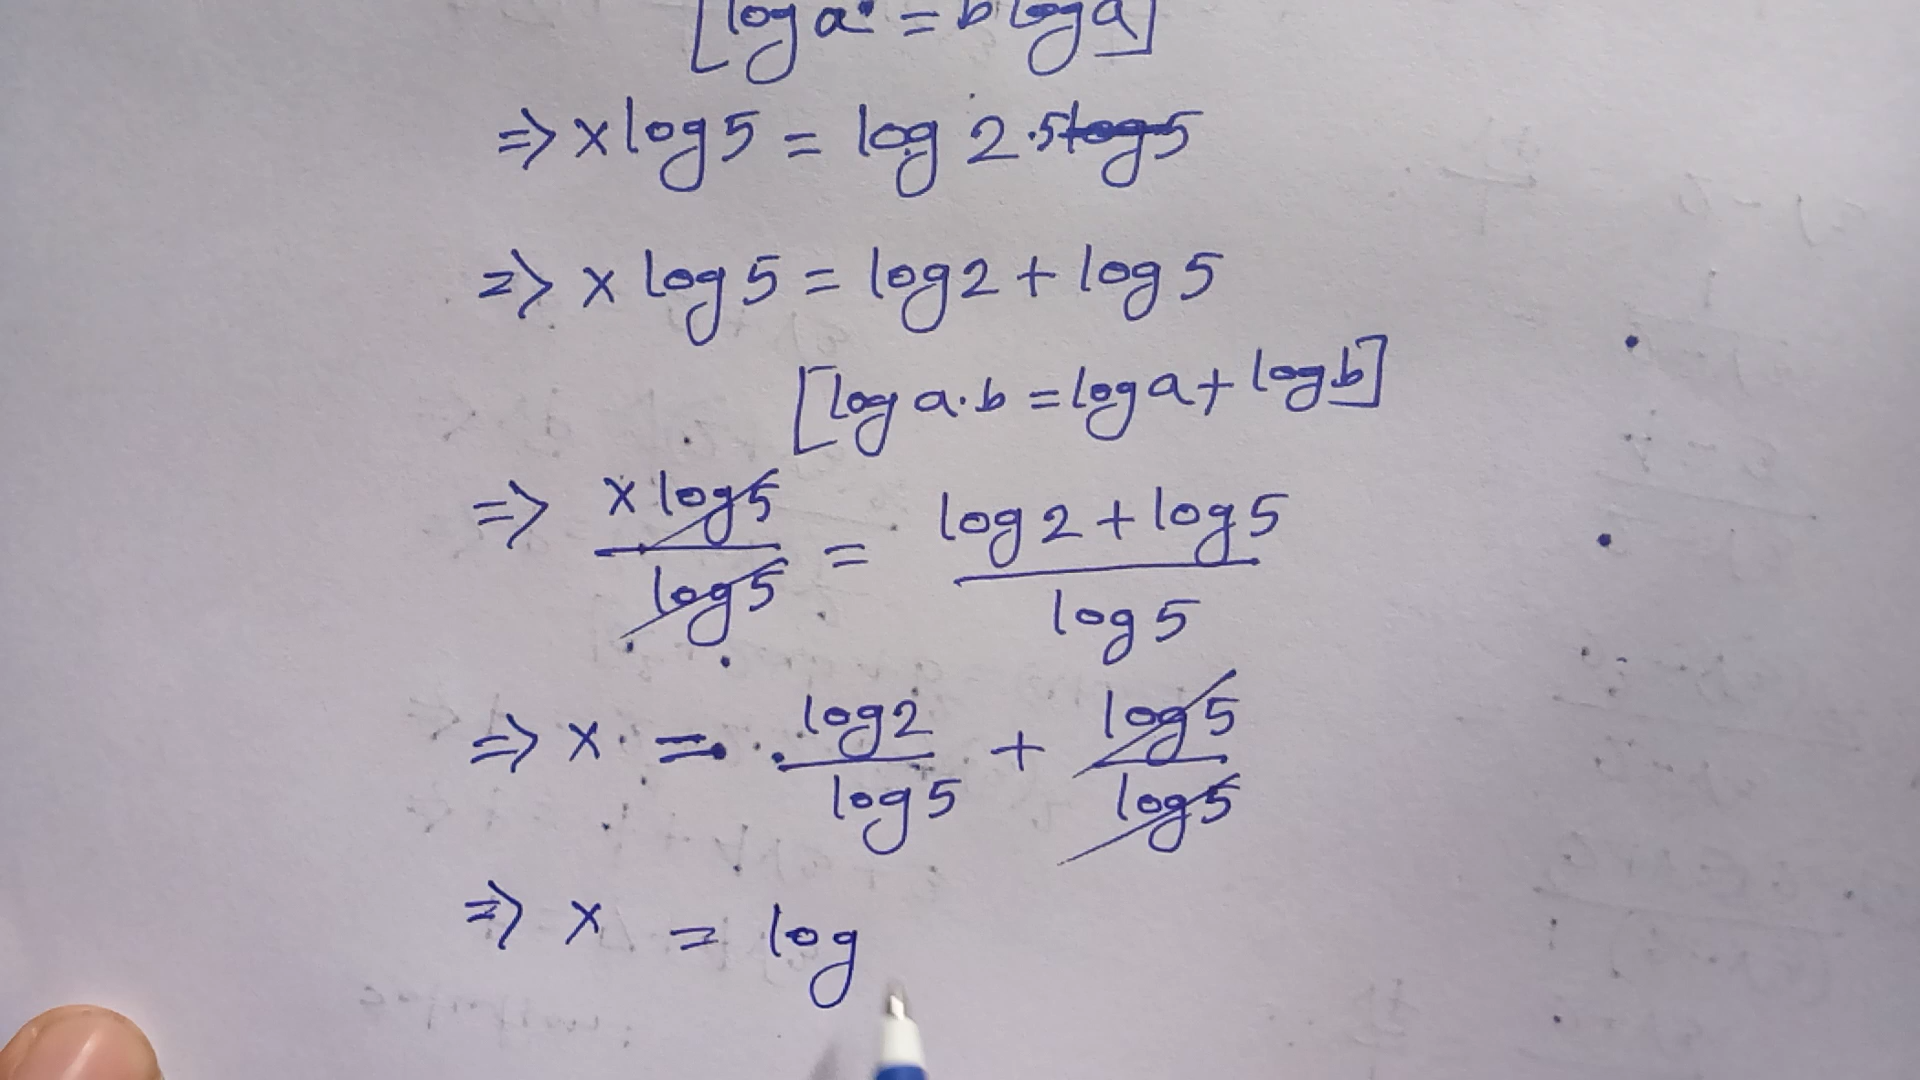 [log aᵇ = b log a]
=> x log 5 = log 2 · 5
=> x log 5 = log 2 + log 5
[log a·b = log a + log b]
=> x log 5 / log 5 = log 2 + log 5 / log 5
=> x = log 2 / log 5 + log 5 / log 5
=> x = log